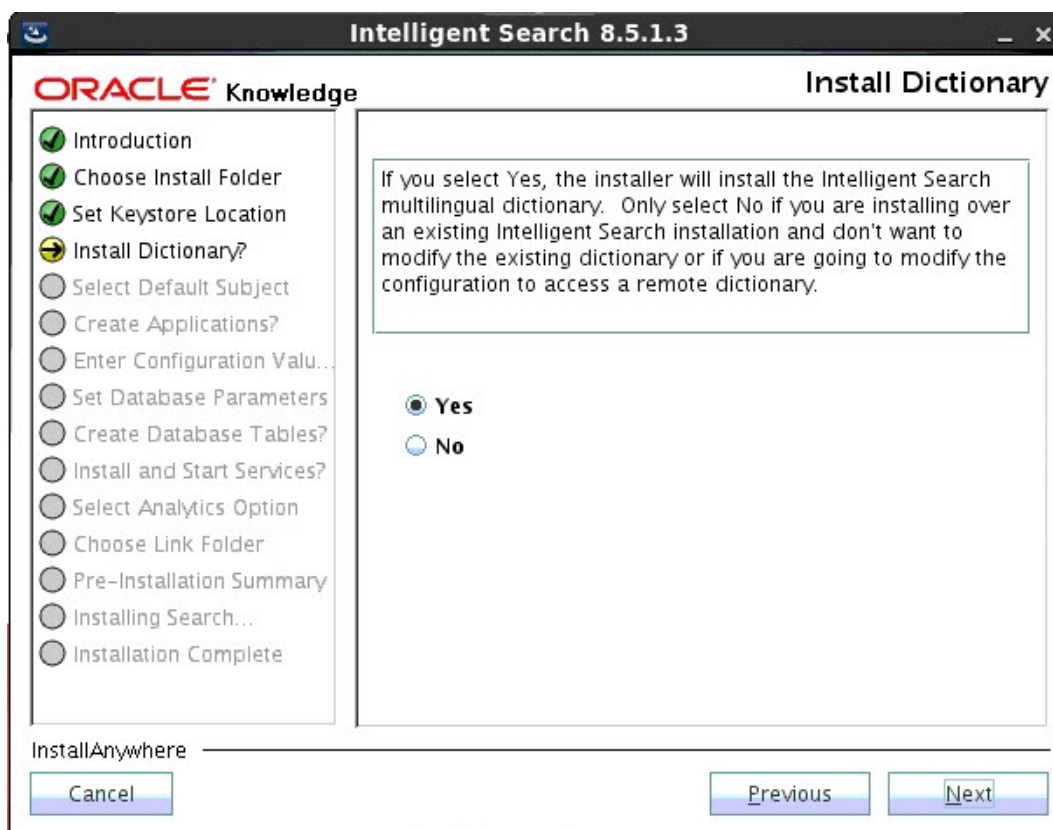 Intelligent Search 8.5.1.3
ORACLE Knowledge
Install Dictionary
Introduction
Choose Install Folder
Set Keystore Location
Install Dictionary?
Select Default Subject
Create Applications?
Enter Configuration Valu...
Set Database Parameters
Create Database Tables?
Install and Start Services?
Select Analytics Option
Choose Link Folder
Pre-Installation Summary
Installing Search...
Installation Complete
If you select Yes, the installer will install the Intelligent Search
multilingual dictionary.  Only select No if you are installing over
an existing Intelligent Search installation and don't want to
modify the existing dictionary or if you are going to modify the
configuration to access a remote dictionary.
Yes
No
InstallAnywhere
Cancel
Previous
Next